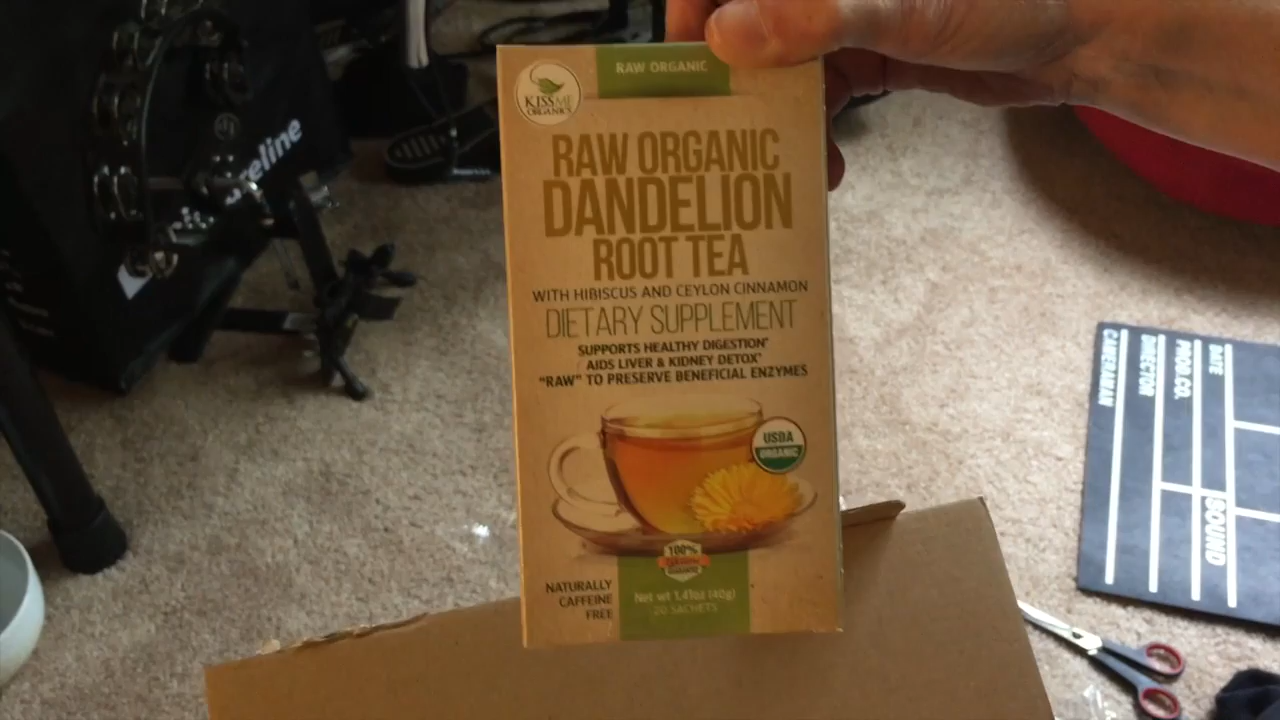 RAW ORGANIC
KISS ME
ORGANICS
RAW ORGANIC
DANDELION
ROOT TEA
WITH HIBISCUS AND CEYLON CINNAMON
DIETARY SUPPLEMENT
SUPPORTS HEALTHY DIGESTION*
AIDS LIVER & KIDNEY DETOX*
"RAW" TO PRESERVE BENEFICIAL ENZYMES
USDA
ORGANIC
100%
NATURALLY
CAFFEINE
FREE
Net wt 1.41oz (40g)
20 SACHETS
reline
DATE
PROD.CO.
DIRECTOR
CAMERAMAN
SOUND